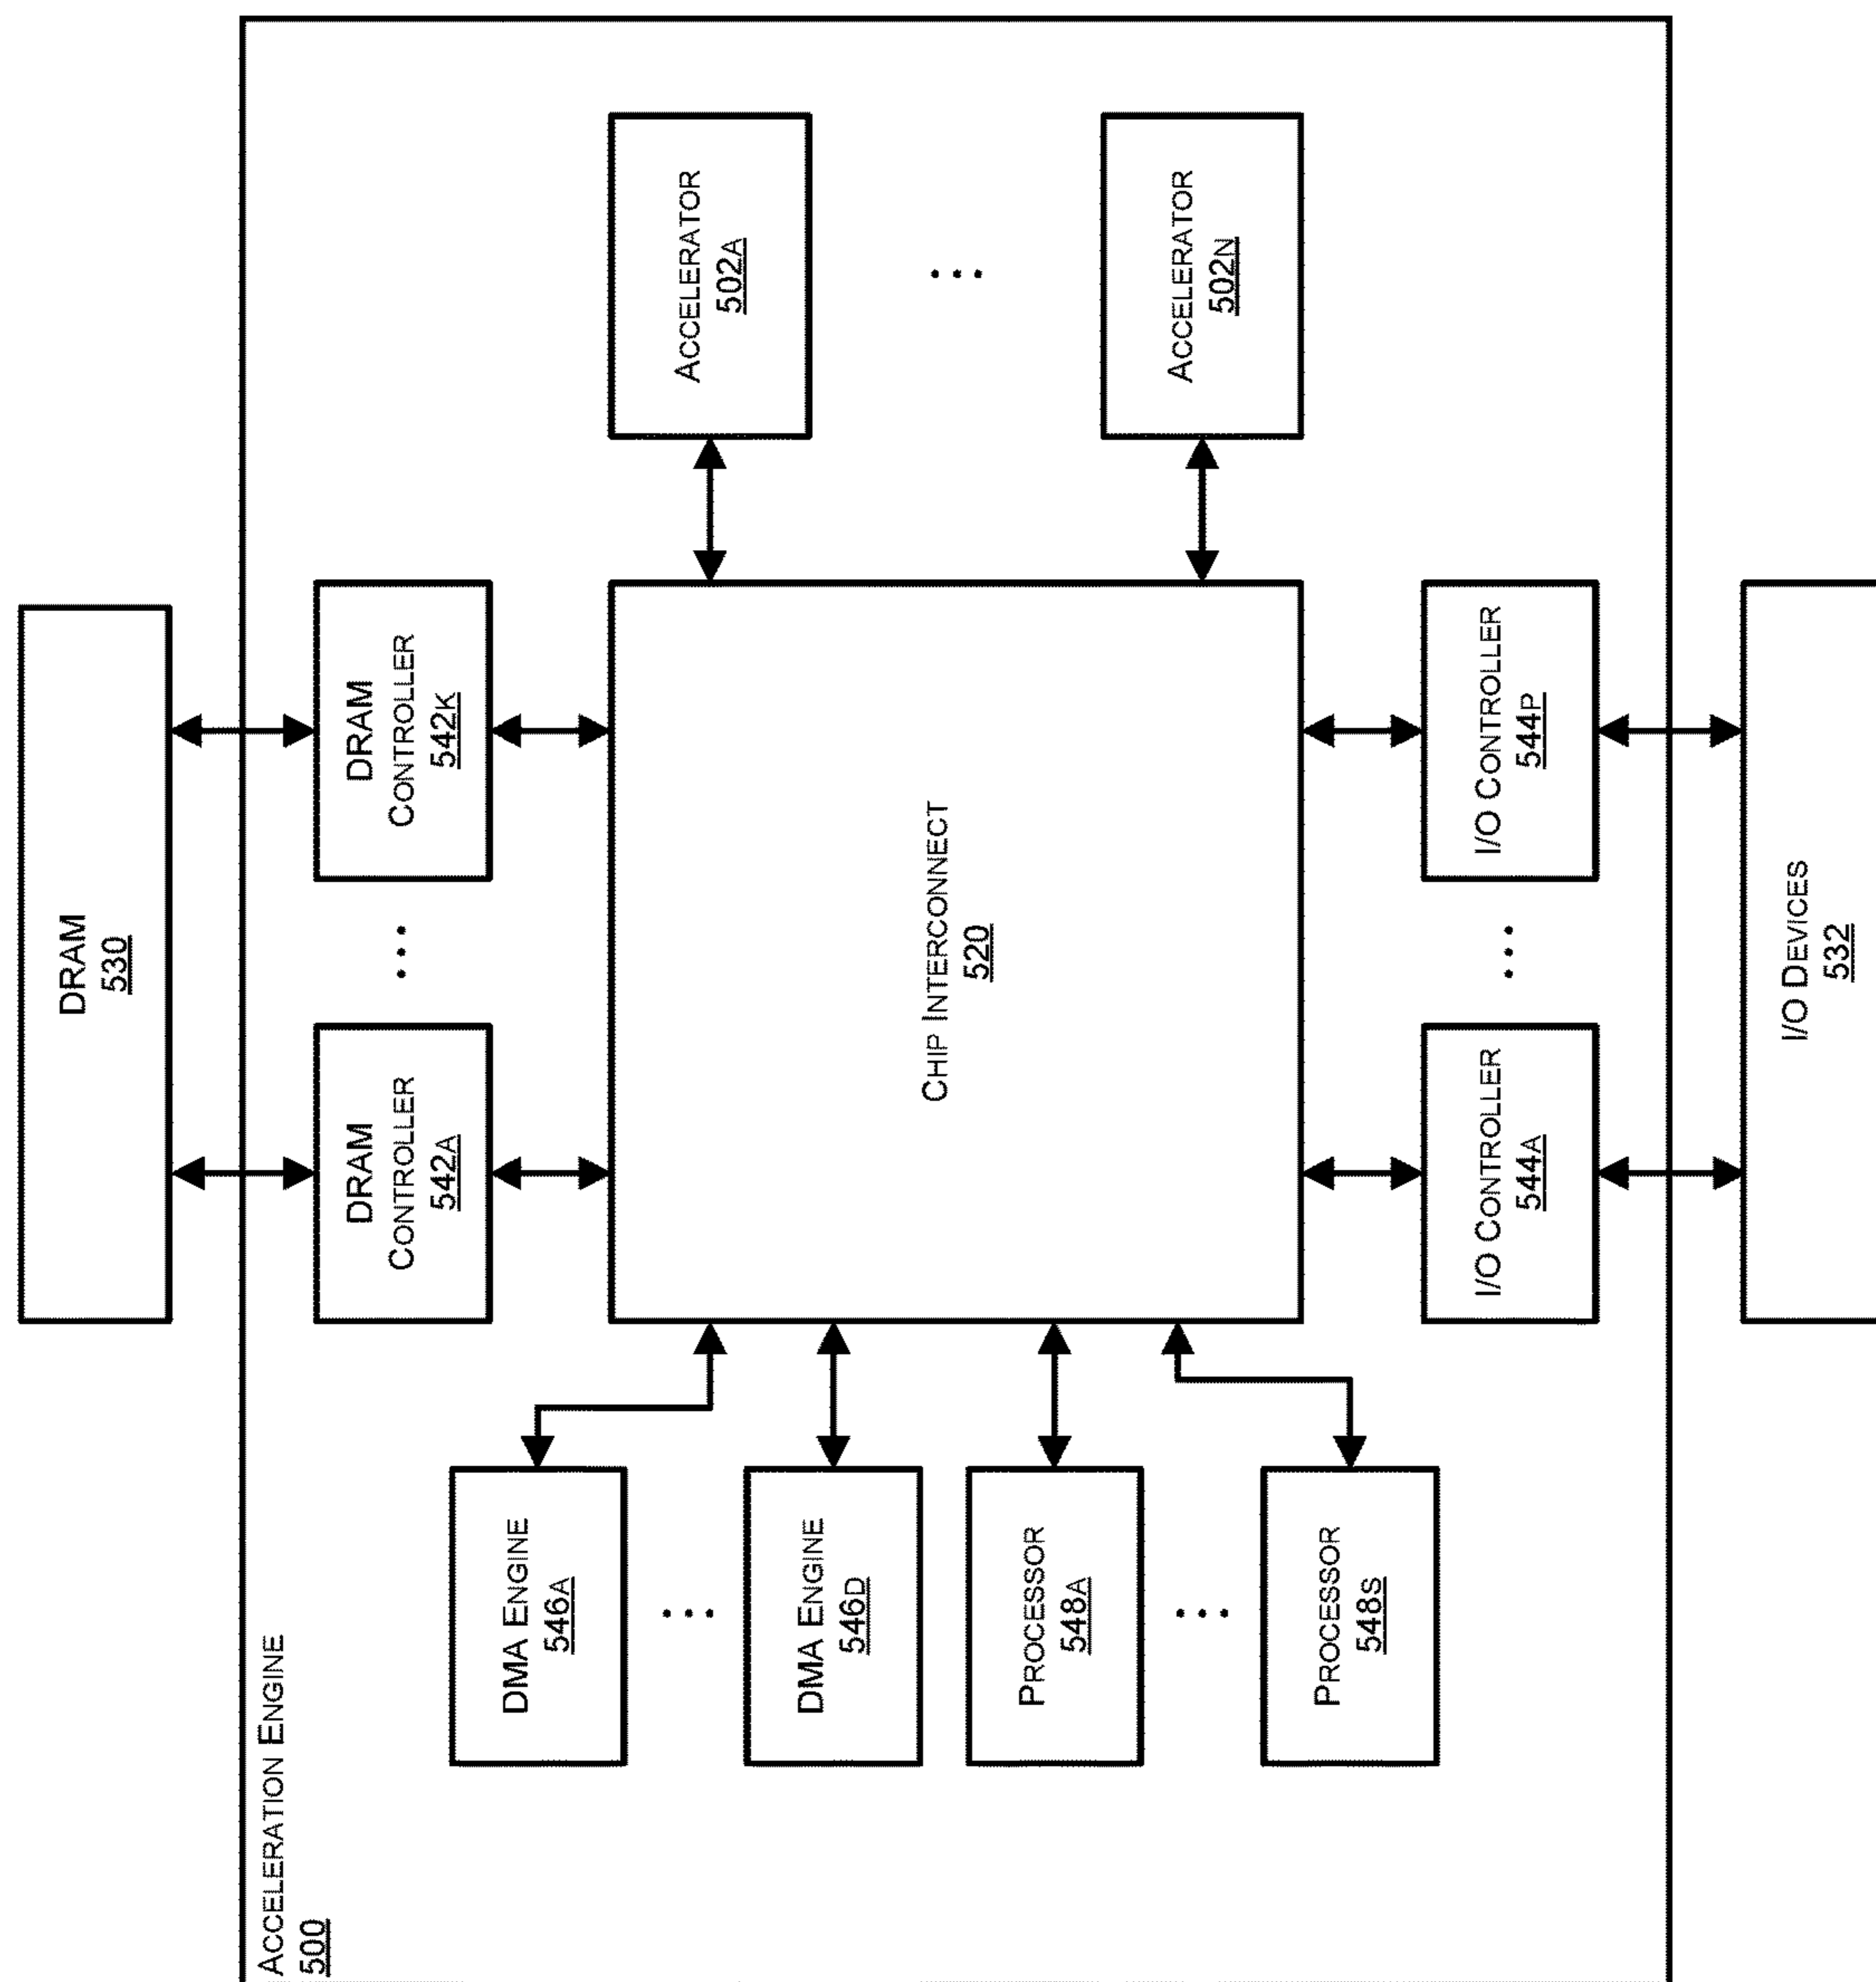 DRAM
530
Acceleration Engine
500
DRAM
Controller
542A
DRAM
Controller
542K
DMA Engine
546A
DMA Engine
546D
Processor
548A
Processor
548S
Chip Interconnect
520
Accelerator
502A
Accelerator
502N
I/O Controller
544A
I/O Controller
544P
I/O Devices
532